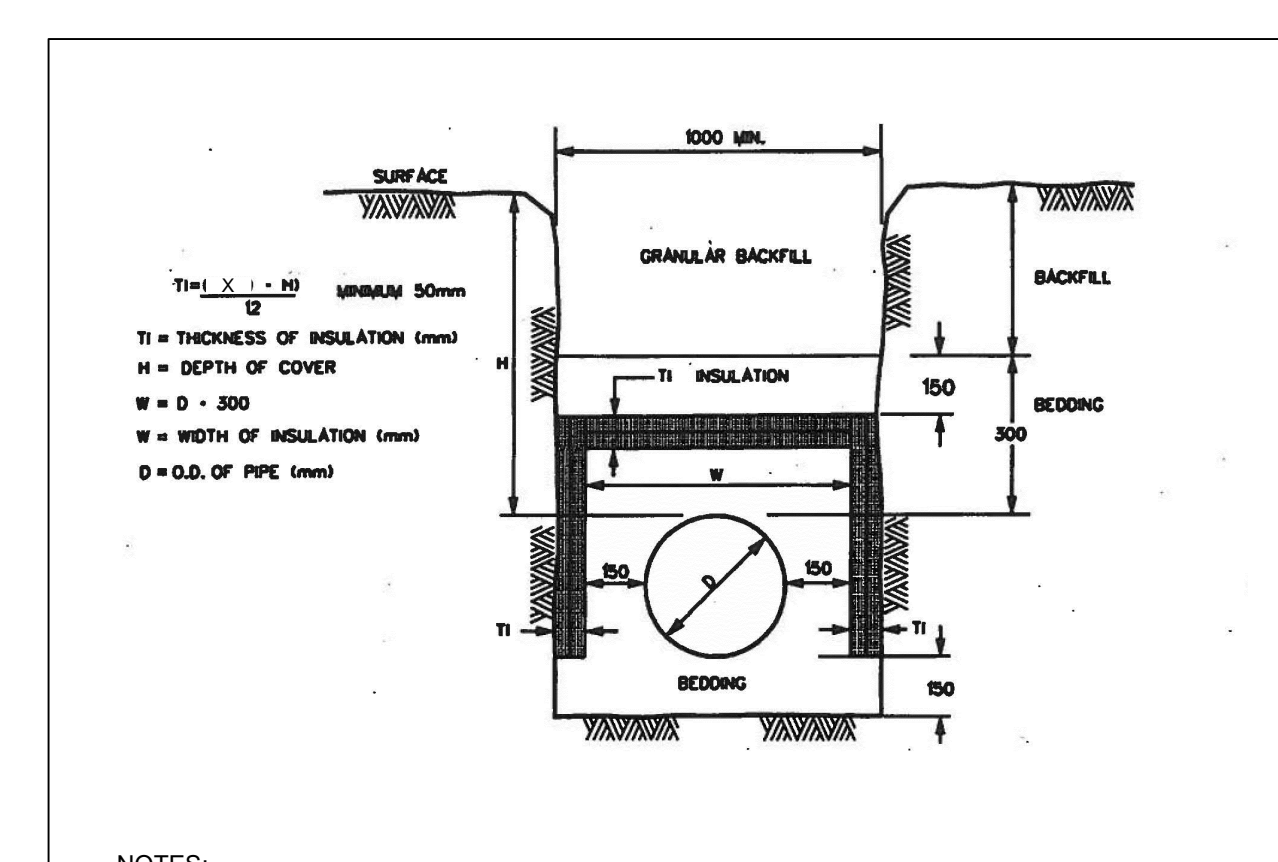 1000 MIN.
SURFACE
GRANULAR BACKFILL
BACKFILL
TI=( X ) - H)
12
MINIMUM 50mm
TI = THICKNESS OF INSULATION (mm)
H = DEPTH OF COVER
W = D + 300
W = WIDTH OF INSULATION (mm)
D = O.D. OF PIPE (mm)
H
TI INSULATION
150
BEDDING
300
W
150
D
150
TI
TI
BEDDING
150
NOTES: